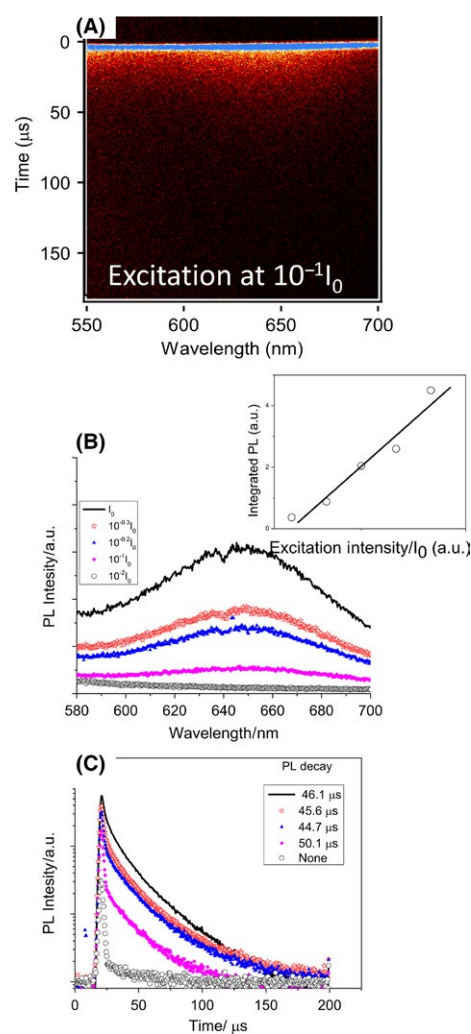 (A)
0
50
100
150
Time (μs)
Excitation at 10⁻¹I₀
550 600 650 700
Wavelength (nm)
(B)
4
2
0
Integrated PL (a.u.)
Excitation intensity/I₀ (a.u.)
I₀
10⁻⁰·³I₀
10⁻⁰·²I₀
10⁻¹I₀
10⁻²I₀
PL Intesity/a.u.
580 600 620 640 660 680 700
Wavelength/nm
(C)
PL decay
46.1 μs
45.6 μs
44.7 μs
50.1 μs
None
PL Intesity/a.u.
0 50 100 150 200
Time/ μs